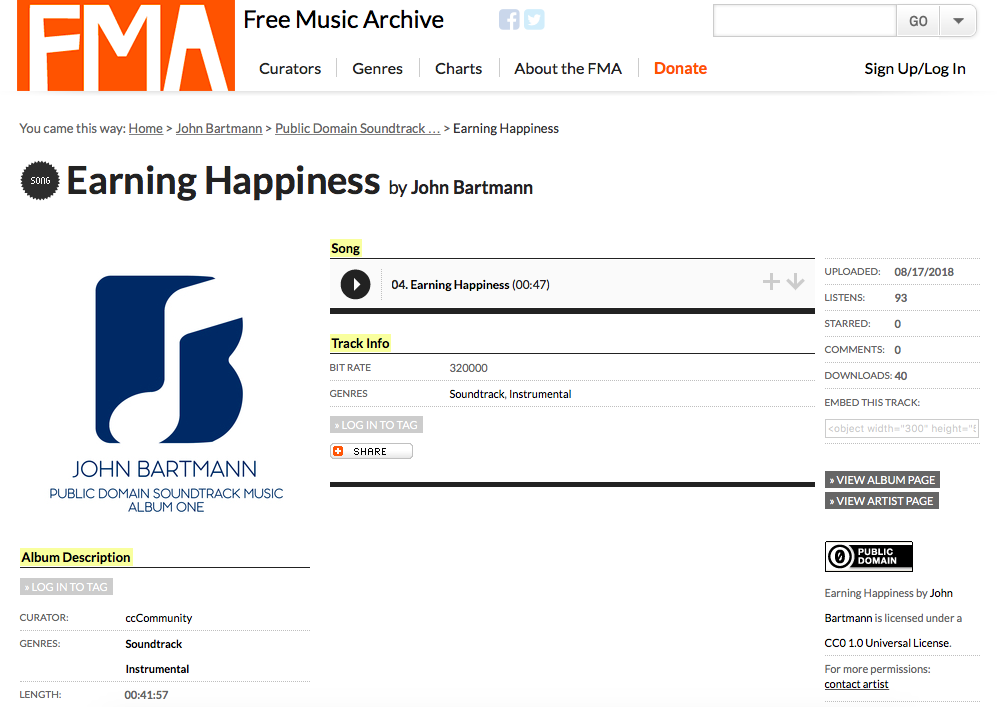 FMA
Free Music Archive
GO
Curators
Genres
Charts
About the FMA
Donate
Sign Up/Log In
You came this way: Home > John Bartmann > Public Domain Soundtrack ... > Earning Happiness
SONG
Earning Happiness by John Bartmann
JOHN BARTMANN
PUBLIC DOMAIN SOUNDTRACK MUSIC
ALBUM ONE
Album Description
» LOG IN TO TAG
CURATOR: ccCommunity
GENRES: Soundtrack
Instrumental
LENGTH: 00:41:57
Song
04. Earning Happiness (00:47)
Track Info
BIT RATE 320000
GENRES Soundtrack, Instrumental
» LOG IN TO TAG
SHARE
UPLOADED: 08/17/2018
LISTENS: 93
STARRED: 0
COMMENTS: 0
DOWNLOADS: 40
EMBED THIS TRACK:
<object width="300" height="
» VIEW ALBUM PAGE
» VIEW ARTIST PAGE
0 PUBLIC
DOMAIN
Earning Happiness by John
Bartmann is licensed under a
CC0 1.0 Universal License.
For more permissions:
contact artist